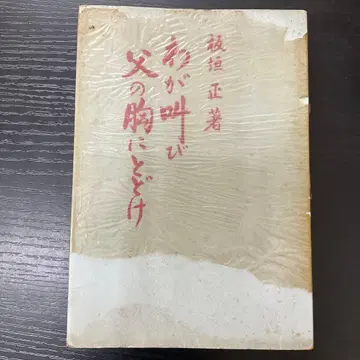 板垣 正 著
わが叫び
父の胸にとどけ